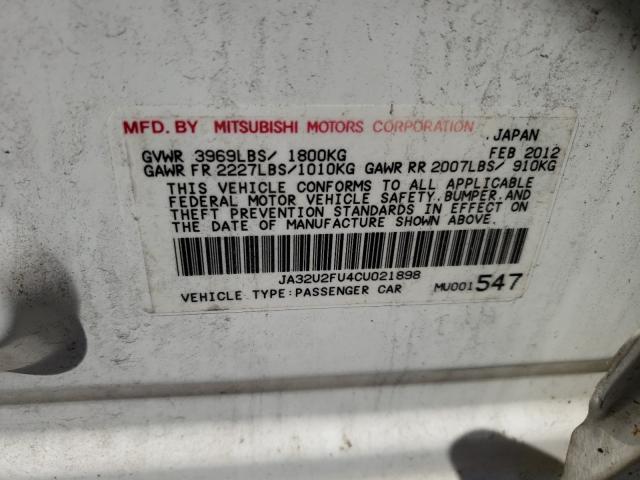 MFD. BY MITSUBISHI MOTORS CORPORATION. JAPAN
GVWR 3969LBS/ 1800KG FEB 2012
GAWR FR 2227LBS/1010KG GAWR RR 2007LBS/ 910KG
THIS VEHICLE CONFORMS TO ALL APPLICABLE
FEDERAL MOTOR VEHICLE SAFETY, BUMPER, AND
THEFT PREVENTION STANDARDS IN EFFECT ON
THE DATE OF MANUFACTURE SHOWN ABOVE.
JA32U2FU4CU021898
VEHICLE TYPE: PASSENGER CAR MU001547